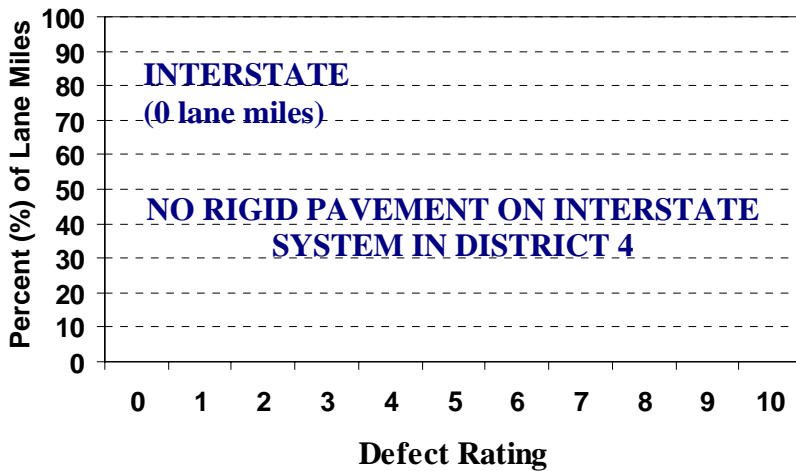 100
90
80
70
60
50
40
30
20
10
0
Percent (%) of Lane Miles
INTERSTATE
(0 lane miles)
NO RIGID PAVEMENT ON INTERSTATE
SYSTEM IN DISTRICT 4
0 1 2 3 4 5 6 7 8 9 10
Defect Rating